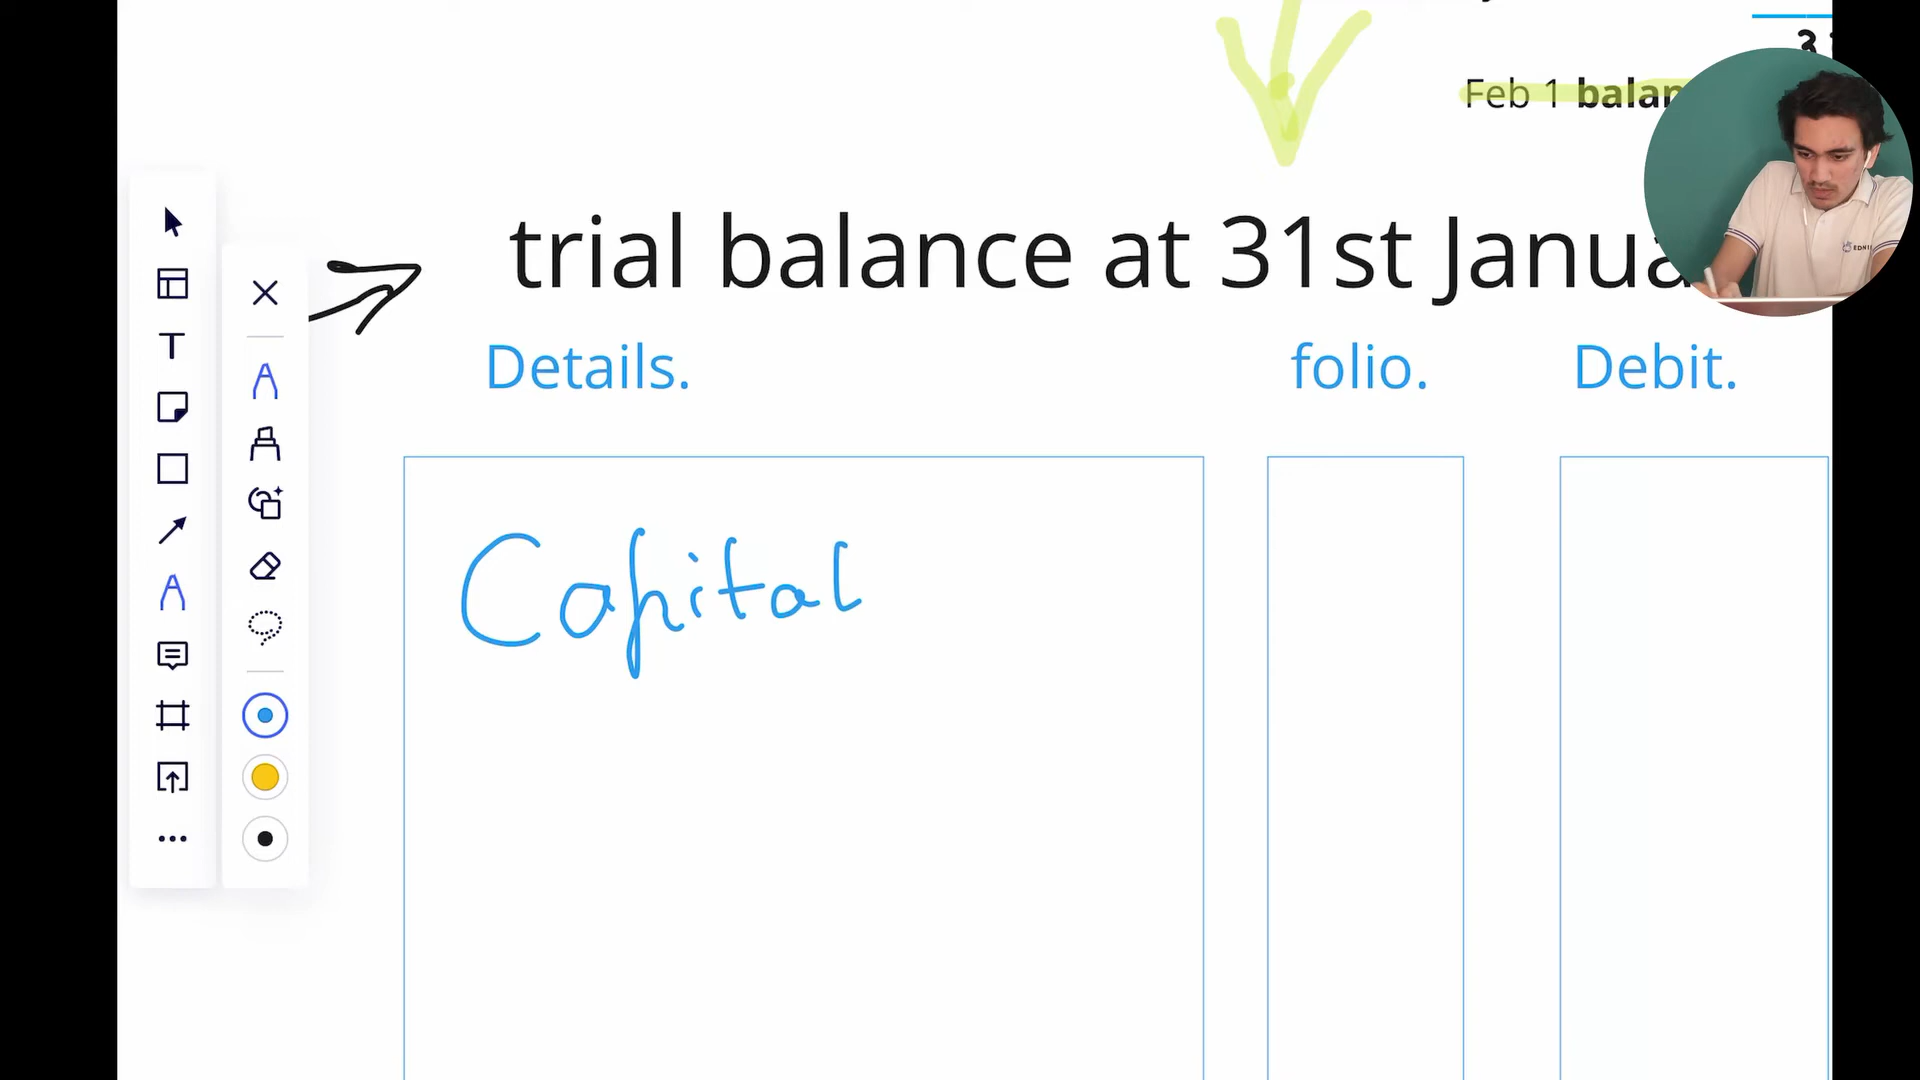 Feb 1 balan
trial balance at 31st Janua
Details. folio. Debit.
Capital